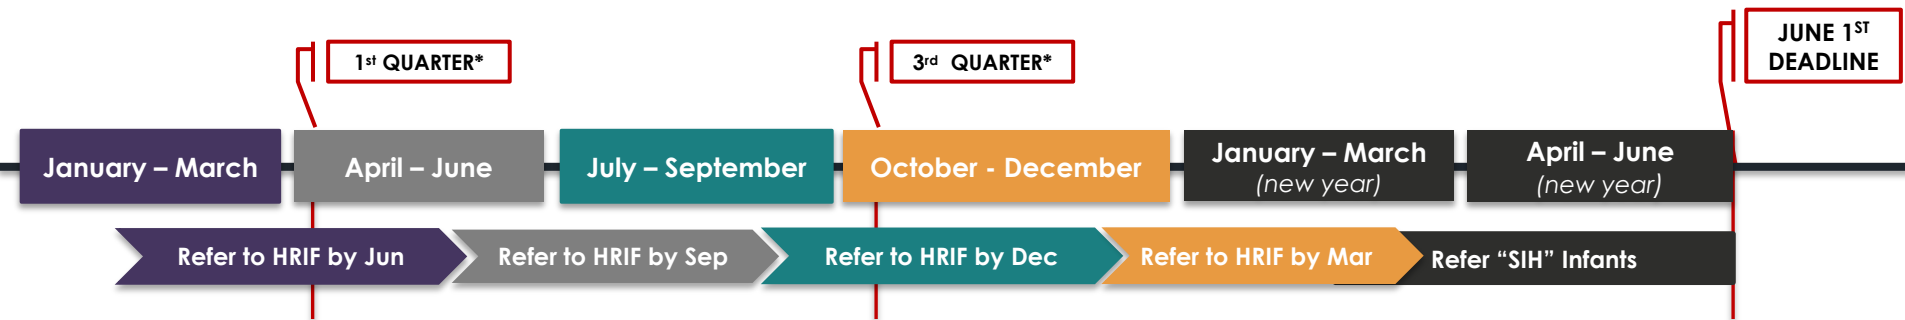 1st QUARTER*
3rd QUARTER*
JUNE 1ST
DEADLINE
January – March
April – June
July – September
October - December
January – March
(new year)
April – June
(new year)
Refer to HRIF by Jun
Refer to HRIF by Sep
Refer to HRIF by Dec
Refer to HRIF by Mar
Refer “SIH” Infants